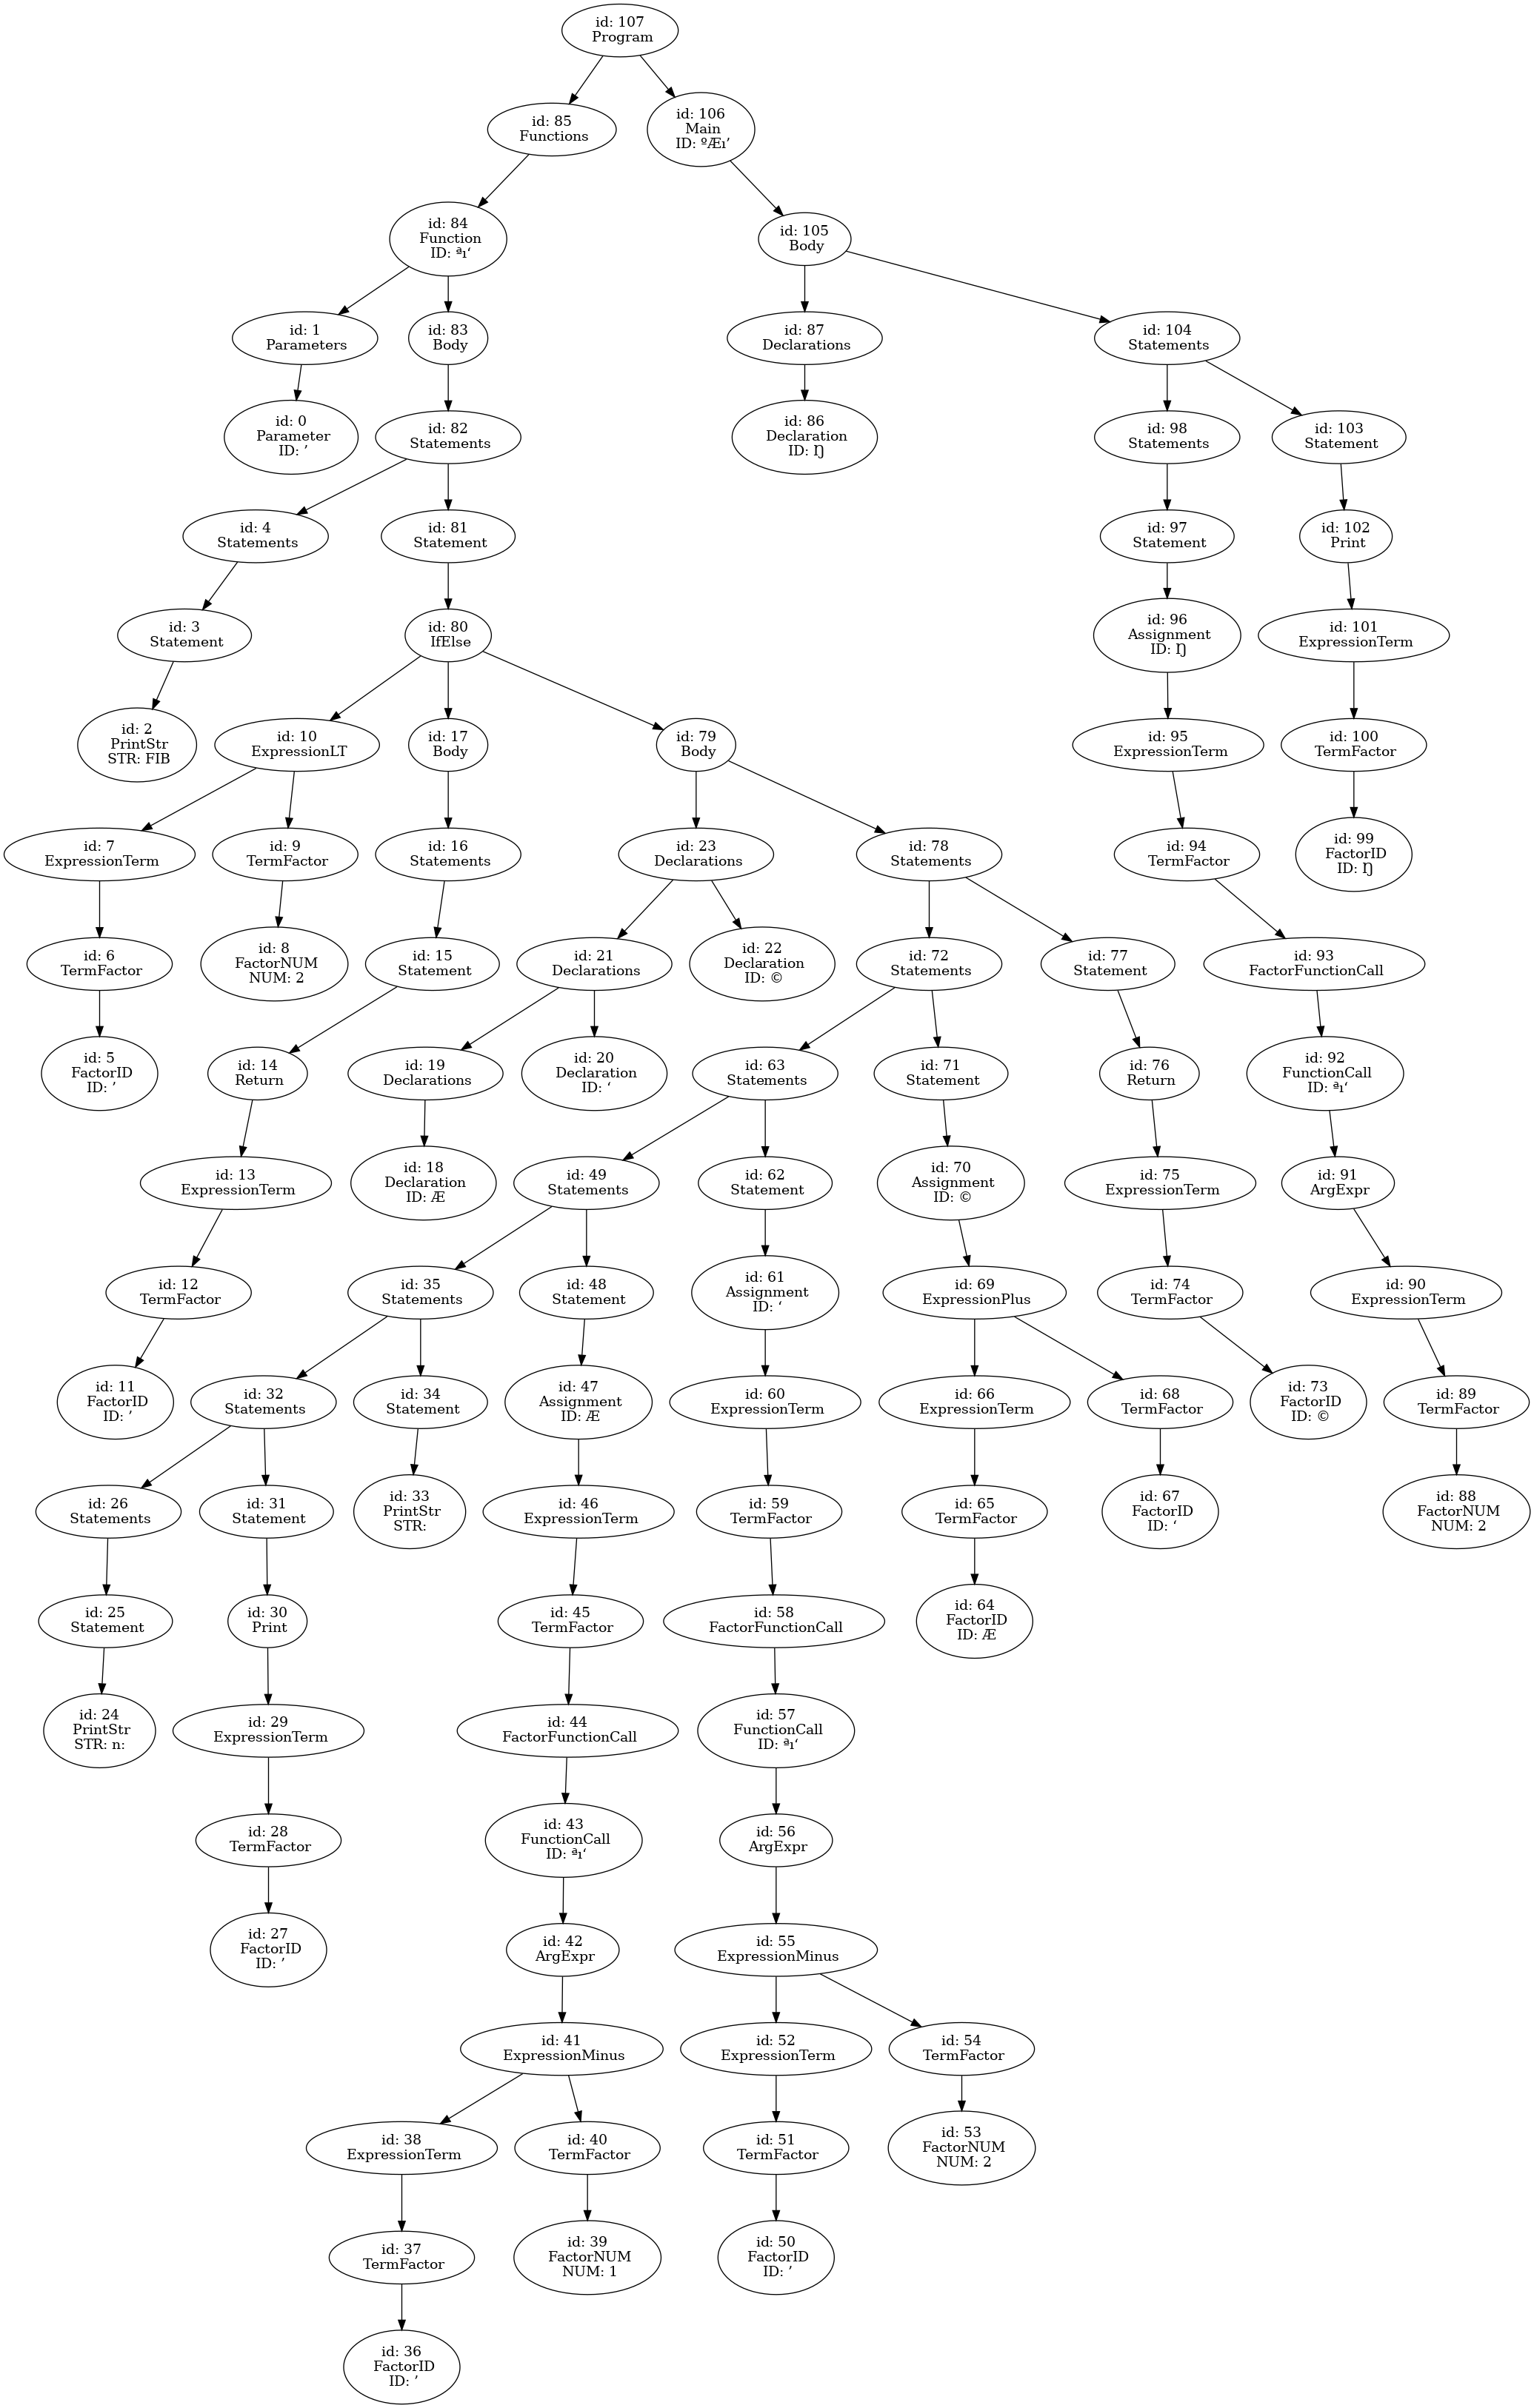 id: 107
Program
id: 85
Functions
id: 106
Main
ID: ºÆı’
id: 84
Function
ID: ªı‘
id: 105
Body
id: 1
Parameters
id: 83
Body
id: 87
Declarations
id: 104
Statements
id: 0
Parameter
ID: ’
id: 82
Statements
id: 86
Declaration
ID: Ŋ
id: 98
Statements
id: 103
Statement
id: 4
Statements
id: 81
Statement
id: 97
Statement
id: 102
Print
id: 3
Statement
id: 80
IfElse
id: 96
Assignment
ID: Ŋ
id: 101
ExpressionTerm
id: 2
PrintStr
STR: FIB
id: 10
ExpressionLT
id: 17
Body
id: 79
Body
id: 95
ExpressionTerm
id: 100
TermFactor
id: 7
ExpressionTerm
id: 9
TermFactor
id: 16
Statements
id: 23
Declarations
id: 78
Statements
id: 94
TermFactor
id: 99
FactorID
ID: Ŋ
id: 6
TermFactor
id: 8
FactorNUM
NUM: 2
id: 15
Statement
id: 21
Declarations
id: 22
Declaration
ID: ©
id: 72
Statements
id: 77
Statement
id: 93
FactorFunctionCall
id: 5
FactorID
ID: ’
id: 14
Return
id: 19
Declarations
id: 20
Declaration
ID: ‘
id: 63
Statements
id: 71
Statement
id: 76
Return
id: 92
FunctionCall
ID: ªı‘
id: 13
ExpressionTerm
id: 18
Declaration
ID: Æ
id: 49
Statements
id: 62
Statement
id: 70
Assignment
ID: ©
id: 75
ExpressionTerm
id: 91
ArgExpr
id: 12
TermFactor
id: 35
Statements
id: 48
Statement
id: 61
Assignment
ID: ‘
id: 69
ExpressionPlus
id: 74
TermFactor
id: 90
ExpressionTerm
id: 11
FactorID
ID: ’
id: 32
Statements
id: 34
Statement
id: 47
Assignment
ID: Æ
id: 60
ExpressionTerm
id: 66
ExpressionTerm
id: 68
TermFactor
id: 73
FactorID
ID: ©
id: 89
TermFactor
id: 26
Statements
id: 31
Statement
id: 33
PrintStr
STR:
id: 46
ExpressionTerm
id: 59
TermFactor
id: 65
TermFactor
id: 67
FactorID
ID: ‘
id: 88
FactorNUM
NUM: 2
id: 25
Statement
id: 30
Print
id: 45
TermFactor
id: 58
FactorFunctionCall
id: 64
FactorID
ID: Æ
id: 24
PrintStr
STR: n:
id: 29
ExpressionTerm
id: 44
FactorFunctionCall
id: 57
FunctionCall
ID: ªı‘
id: 28
TermFactor
id: 43
FunctionCall
ID: ªı‘
id: 56
ArgExpr
id: 27
FactorID
ID: ’
id: 42
ArgExpr
id: 55
ExpressionMinus
id: 41
ExpressionMinus
id: 52
ExpressionTerm
id: 54
TermFactor
id: 38
ExpressionTerm
id: 40
TermFactor
id: 51
TermFactor
id: 53
FactorNUM
NUM: 2
id: 37
TermFactor
id: 39
FactorNUM
NUM: 1
id: 50
FactorID
ID: ’
id: 36
FactorID
ID: ’